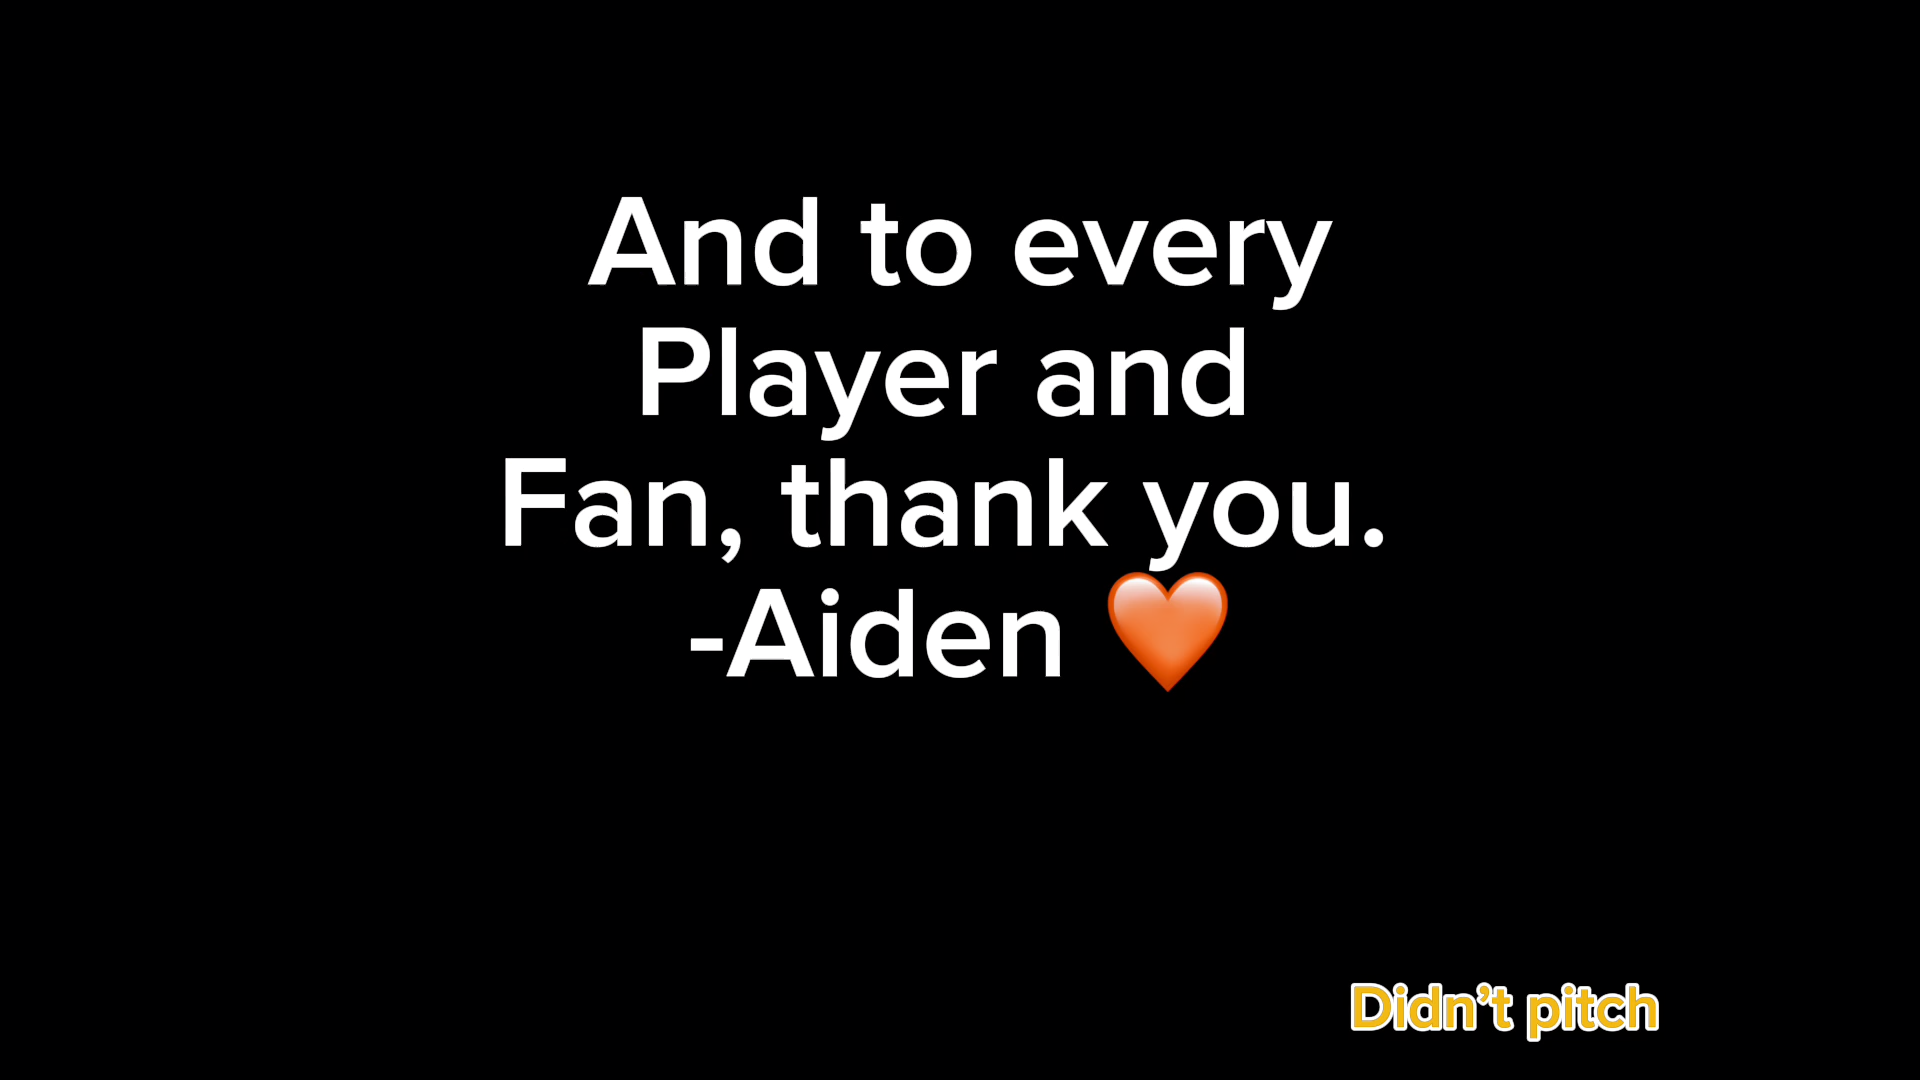 And to every
Player and
Fan, thank you.
-Aiden 🧡
Didn’t pitch